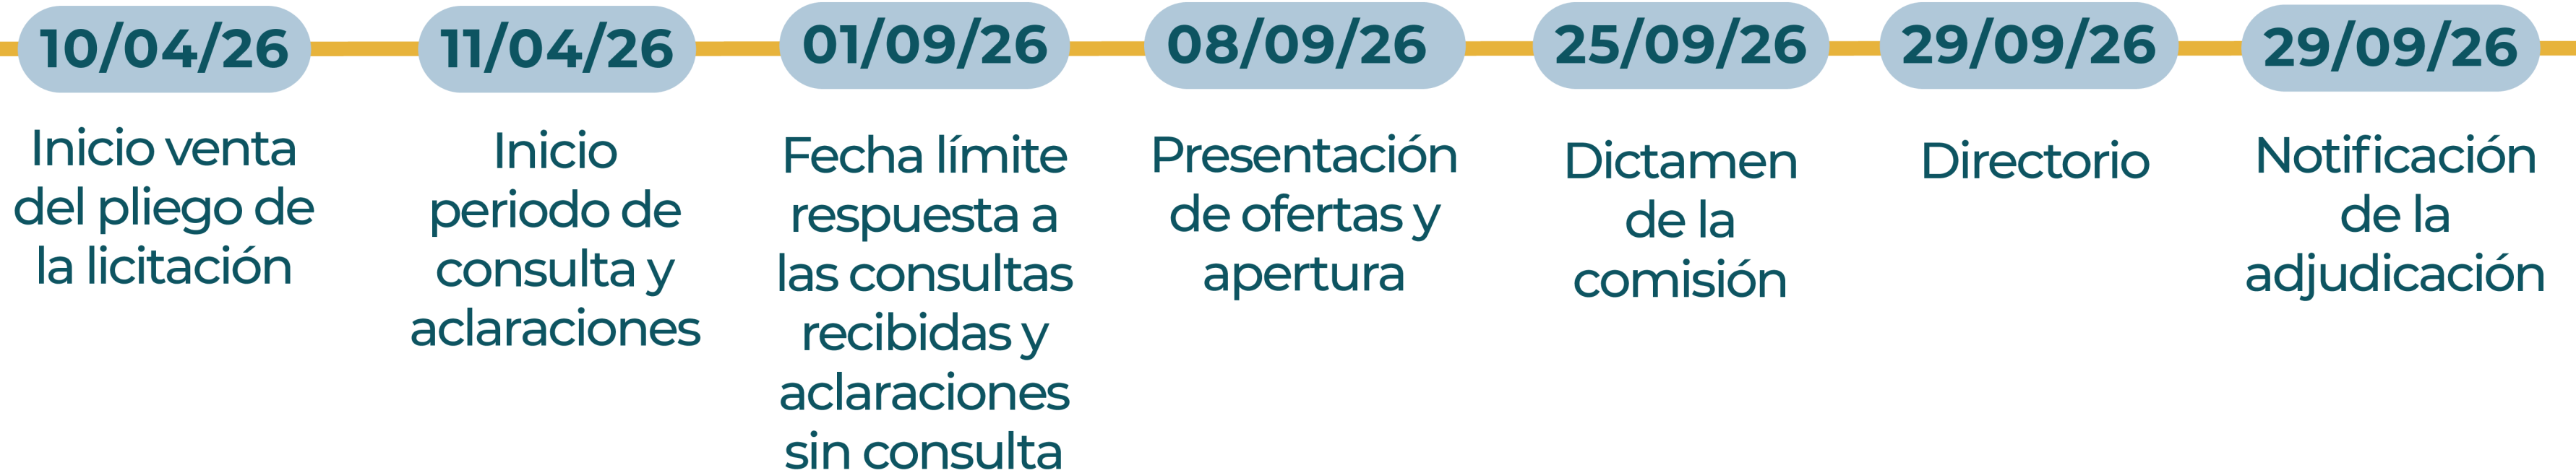 10/04/26
Inicio venta
del pliego de
la licitación
11/04/26
Inicio
periodo de
consulta y
aclaraciones
01/09/26
Fecha límite
respuesta a
las consultas
recibidas y
aclaraciones
sin consulta
08/09/26
Presentación
de ofertas y
apertura
25/09/26
Dictamen
de la
comisión
29/09/26
Directorio
29/09/26
Notificación
de la
adjudicación